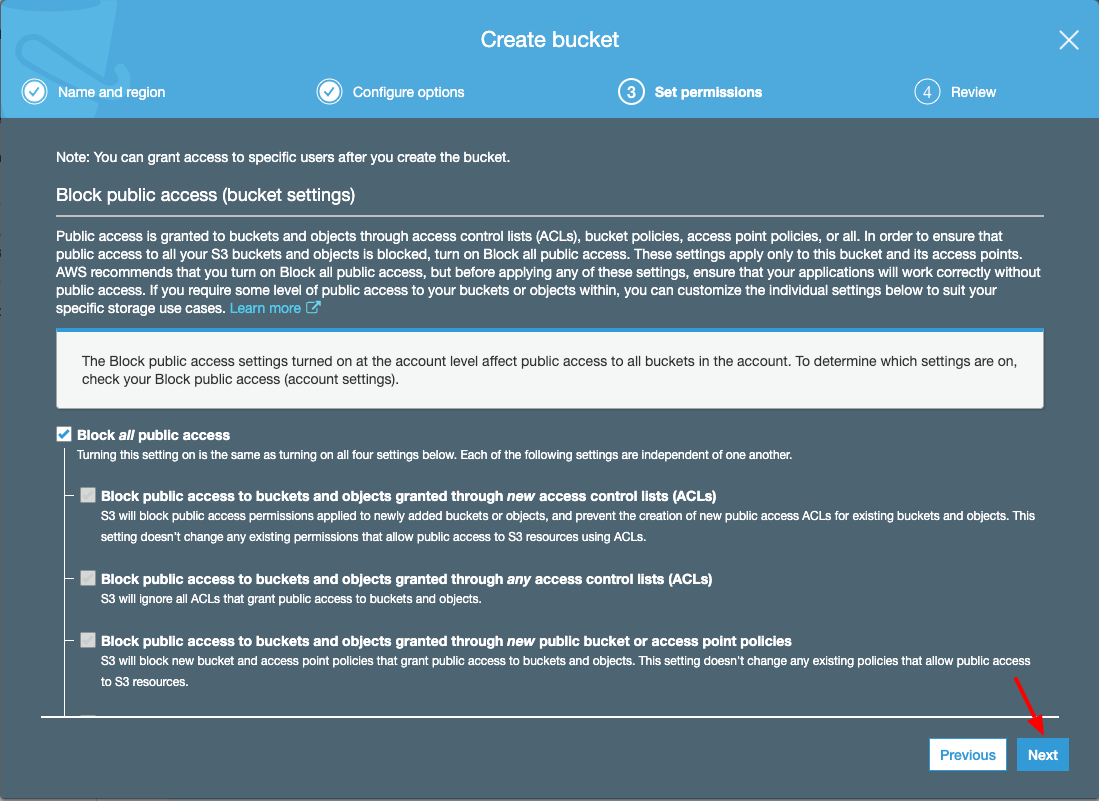 Create bucket
Name and region
Configure options
3 Set permissions
4 Review
Note: You can grant access to specific users after you create the bucket.
Block public access (bucket settings)
Public access is granted to buckets and objects through access control lists (ACLs), bucket policies, access point policies, or all. In order to ensure that
public access to all your S3 buckets and objects is blocked, turn on Block all public access. These settings apply only to this bucket and its access points.
AWS recommends that you turn on Block all public access, but before applying any of these settings, ensure that your applications will work correctly without
public access. If you require some level of public access to your buckets or objects within, you can customize the individual settings below to suit your
specific storage use cases. Learn more
The Block public access settings turned on at the account level affect public access to all buckets in the account. To determine which settings are on,
check your Block public access (account settings).
Block all public access
Turning this setting on is the same as turning on all four settings below. Each of the following settings are independent of one another.
Block public access to buckets and objects granted through new access control lists (ACLs)
S3 will block public access permissions applied to newly added buckets or objects, and prevent the creation of new public access ACLs for existing buckets and objects. This
setting doesn't change any existing permissions that allow public access to S3 resources using ACLs.
Block public access to buckets and objects granted through any access control lists (ACLs)
S3 will ignore all ACLs that grant public access to buckets and objects.
Block public access to buckets and objects granted through new public bucket or access point policies
S3 will block new bucket and access point policies that grant public access to buckets and objects. This setting doesn't change any existing policies that allow public access
to S3 resources.
Previous
Next